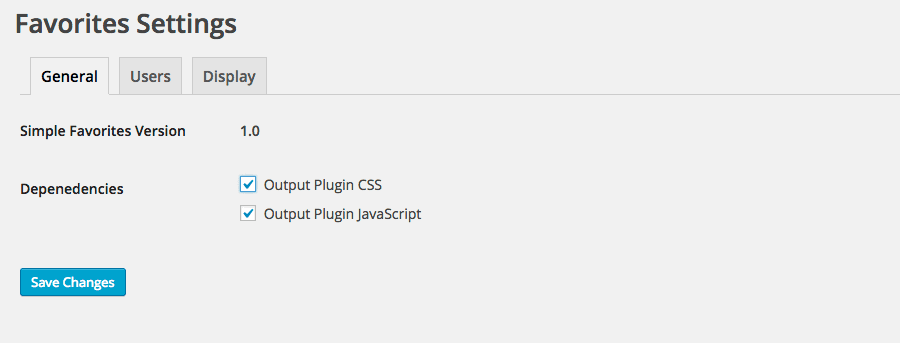 Favorites Settings
General Users Display
Simple Favorites Version 1.0
Depenedencies Output Plugin CSS
Output Plugin JavaScript
Save Changes